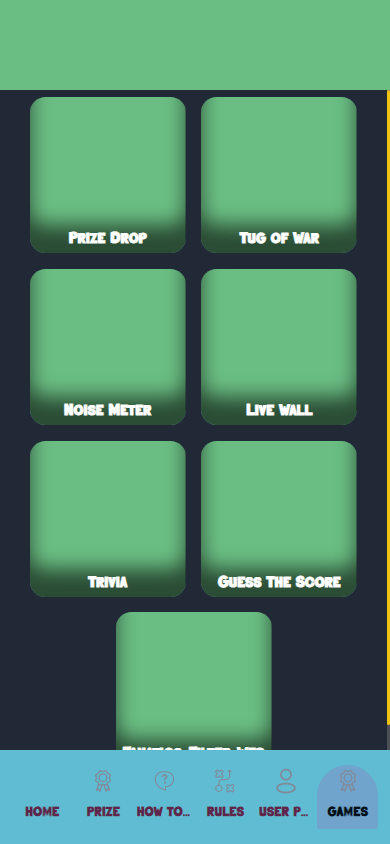 Prize Drop
Tug of War
Noise Meter
Live Wall
Trivia
Guess the Score
HOME
PRIZE
HOW TO...
RULES
USER P...
GAMES